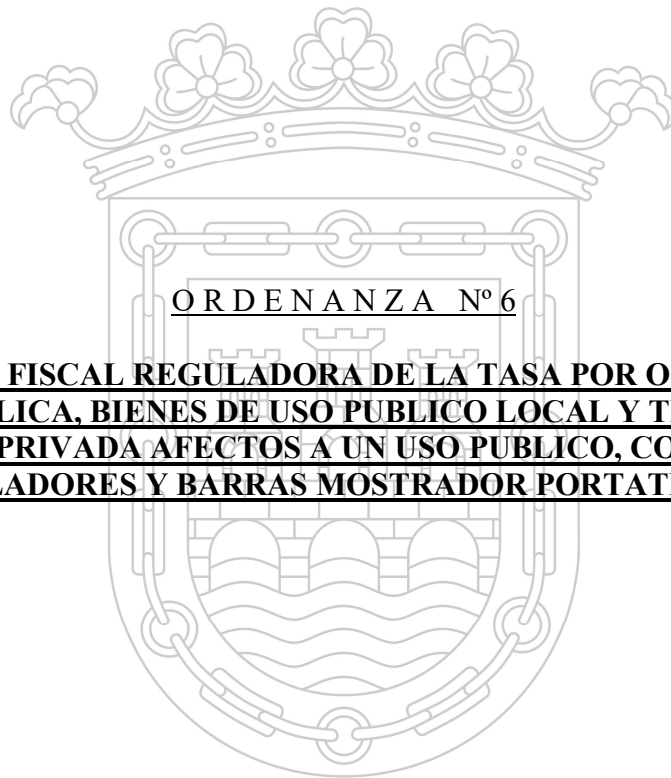 O R D E N A N Z A Nº 6
FISCAL REGULADORA DE LA TASA POR O
LICA, BIENES DE USO PUBLICO LOCAL Y T
PRIVADA AFECTOS A UN USO PUBLICO, CO
LADORES Y BARRAS MOSTRADOR PORTAT